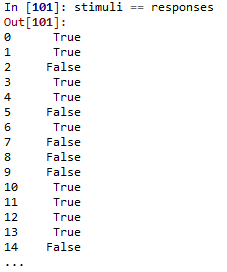 In [101]: stimuli == responses
Out[101]:
0      True
1      True
2     False
3      True
4      True
5     False
6      True
7     False
8     False
9     False
10     True
11     True
12     True
13     True
14    False
...